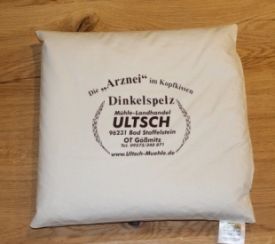 Die „Arznei“ im Kopfkissen
Dinkelspelz
Mühle-Landhandel
ULTSCH
96231 Bad Staffelstein
OT Gößmitz
www.Ultsch-Muehle.de